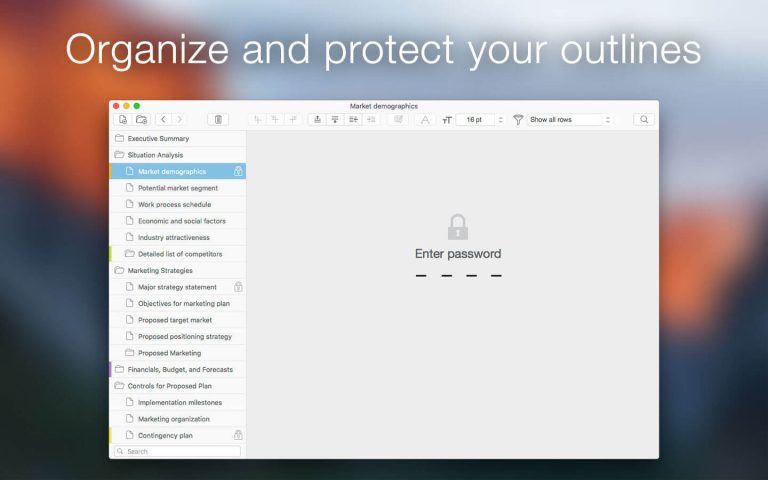 Organize and protect your outlines
Market demographics
16 pt
Show all rows
Executive Summary
Situation Analysis
Market demographics
Potential market segment
Work process schedule
Economic and social factors
Industry attractiveness
Detailed list of competitors
Marketing Strategies
Major strategy statement
Objectives for marketing plan
Proposed target market
Proposed positioning strategy
Proposed Marketing
Financials, Budget, and Forecasts
Controls for Proposed Plan
Implementation milestones
Marketing organization
Contingency plan
Search
Enter password